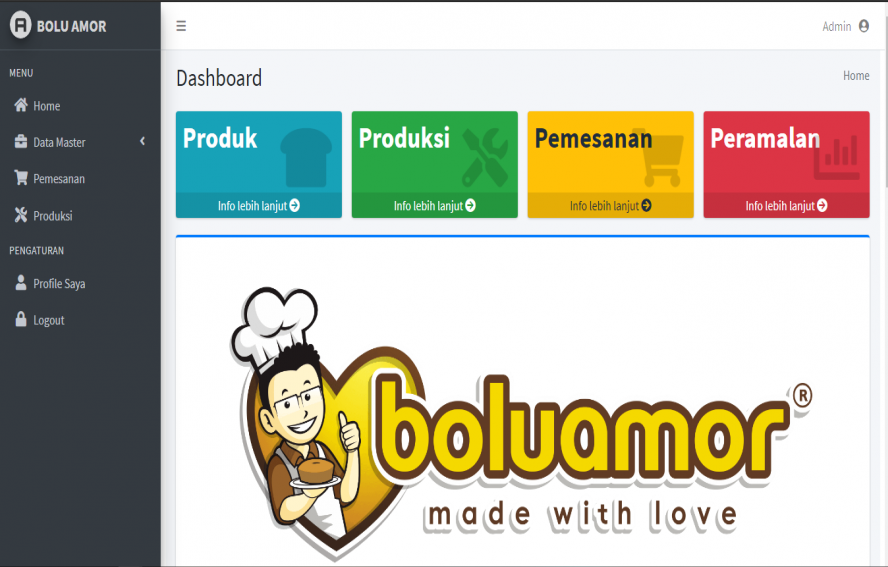 A BOLU AMOR
Admin
MENU
Home
Data Master
Pemesanan
Produksi
PENGATURAN
Profile Saya
Logout
Dashboard
Home
Produk
Info lebih lanjut
Produksi
Info lebih lanjut
Pemesanan
Info lebih lanjut
Peramalan
Info lebih lanjut
boluamor ®
made with love